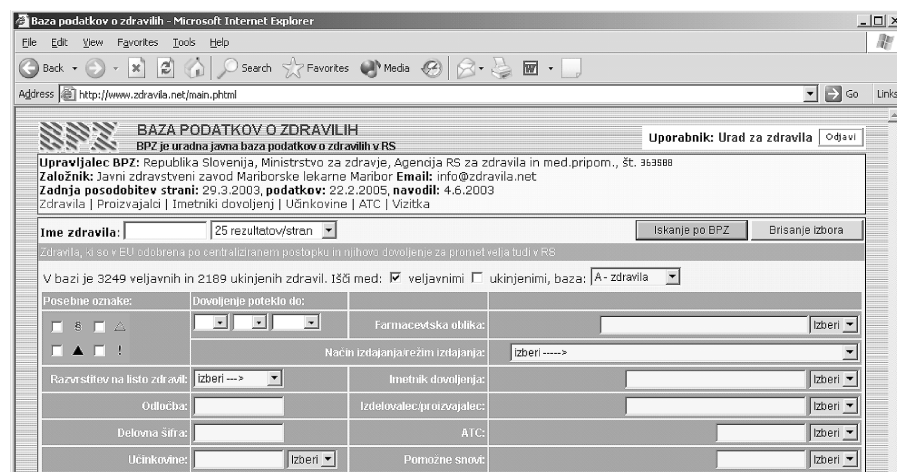 Baza podatkov o zdravilih - Microsoft Internet Explorer
File Edit View Favorites Tools Help
Back Search Favorites Media
Address http://www.zdravila.net/main.phtml Go Links
BPZ BAZA PODATKOV O ZDRAVILIH
BPZ je uradna javna baza podatkov o zdravilih v RS
Uporabnik: Urad za zdravila Odjavi
Upravljalec BPZ: Republika Slovenija, Ministrstvo za zdravje, Agencija RS za zdravila in med.pripom., št. 363988
Založnik: Javni zdravstveni zavod Mariborske lekarne Maribor Email: info@zdravila.net
Zadnja posodobitev strani: 29.3.2003, podatkov: 22.2.2005, navodil: 4.6.2003
Zdravila | Proizvajalci | Imetniki dovoljenj | Učinkovine | ATC | Vizitka
Ime zdravila: 25 rezultatov/stran Iskanje po BPZ Brisanje izbora
Zdravila, ki so v EU odobrena po centraliziranem postopku in njihovo dovoljenje za promet velja tudi v RS
V bazi je 3249 veljavnih in 2189 ukinjenih zdravil. Išči med: veljavnimi ukinjenimi, baza: A - zdravila
Posebne oznake: Dovoljenje poteklo do:
§ △ Farmacevtska oblika: Izberi
▲ ! Način izdajanja/režim izdajanja: izberi ----->
Razvrstitev na listo zdravil: izberi ---> Imetnik dovoljenja: Izberi
Odločba: Izdelovalec/proizvajalec: Izberi
Delovna šifra: ATC: Izberi
Učinkovine: Izberi Pomožne snovi: Izberi